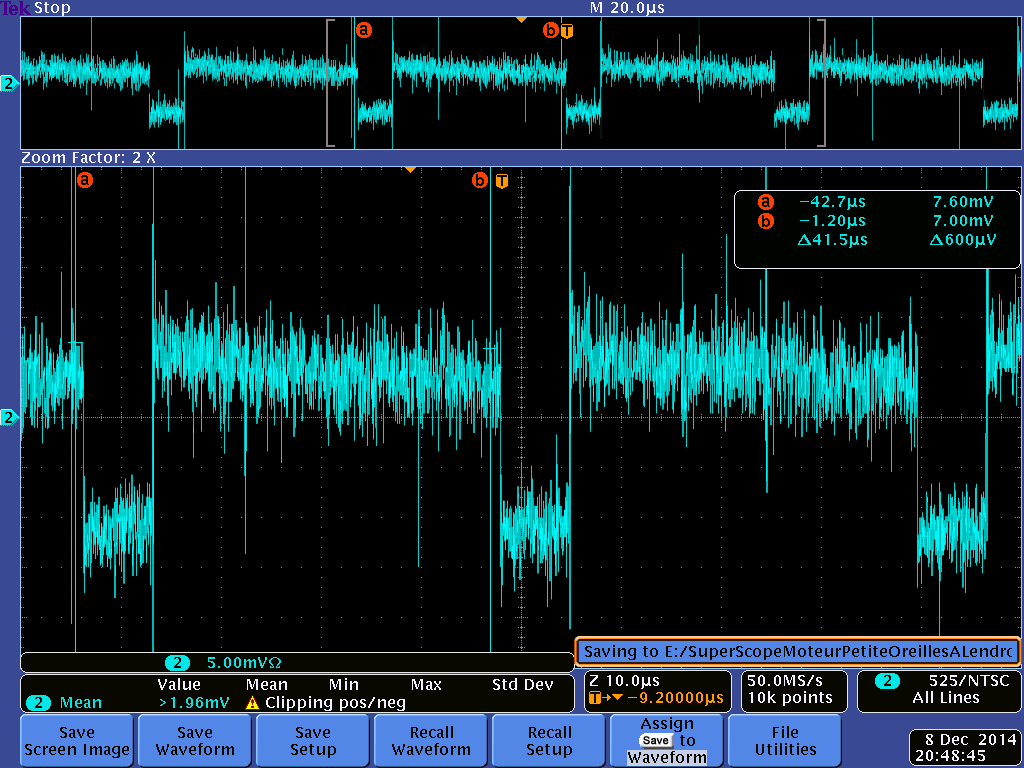 Tek Stop M 20.0µs
a b T
2
Zoom Factor: 2 X
a b T
a −42.7µs 7.60mV
b −1.20µs 7.00mV
Δ41.5µs Δ600µV
2
2 5.00mVΩ
Saving to E:/SuperScopeMoteurPetiteOreillesALendrc
Value Mean Min Max Std Dev
2 Mean >1.96mV Clipping pos/neg
Z 10.0µs
T→▼−9.20000µs
50.0MS/s
10k points
2 525/NTSC
All Lines
Save
Screen Image
Save
Waveform
Save
Setup
Recall
Waveform
Recall
Setup
Assign
Save to
Waveform
File
Utilities
8 Dec 2014
20:48:45